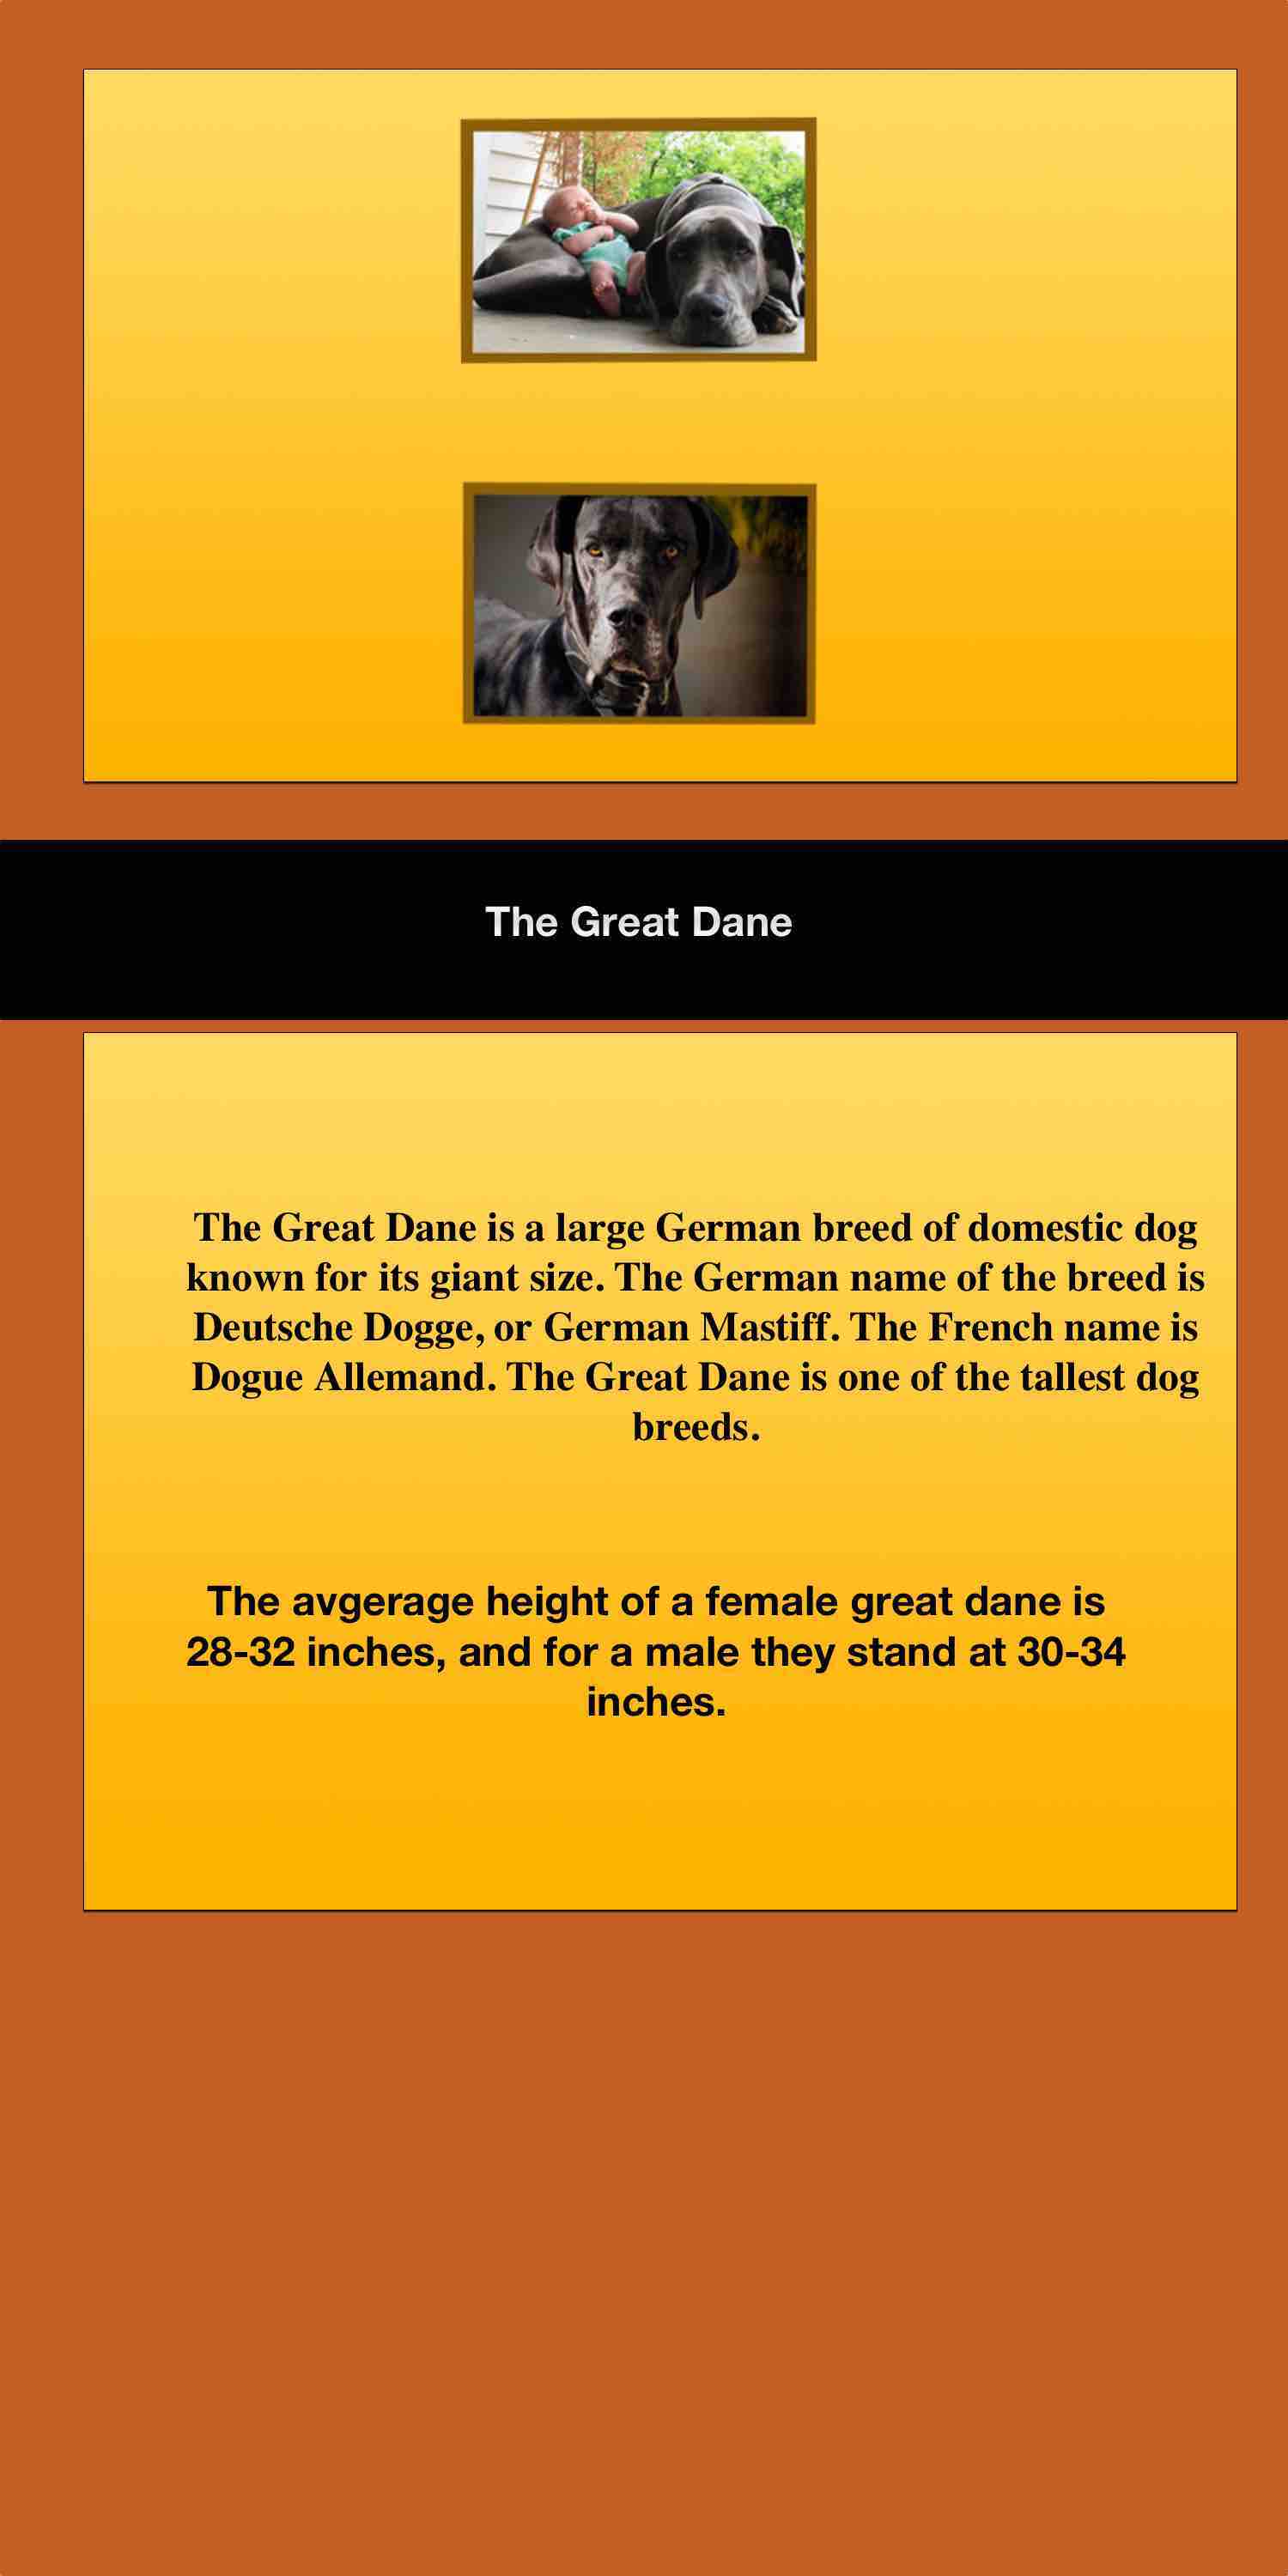 The Great Dane
The Great Dane is a large German breed of domestic dog
known for its giant size. The German name of the breed is
Deutsche Dogge, or German Mastiff. The French name is
Dogue Allemand. The Great Dane is one of the tallest dog
breeds.
The avgerage height of a female great dane is
28-32 inches, and for a male they stand at 30-34
inches.